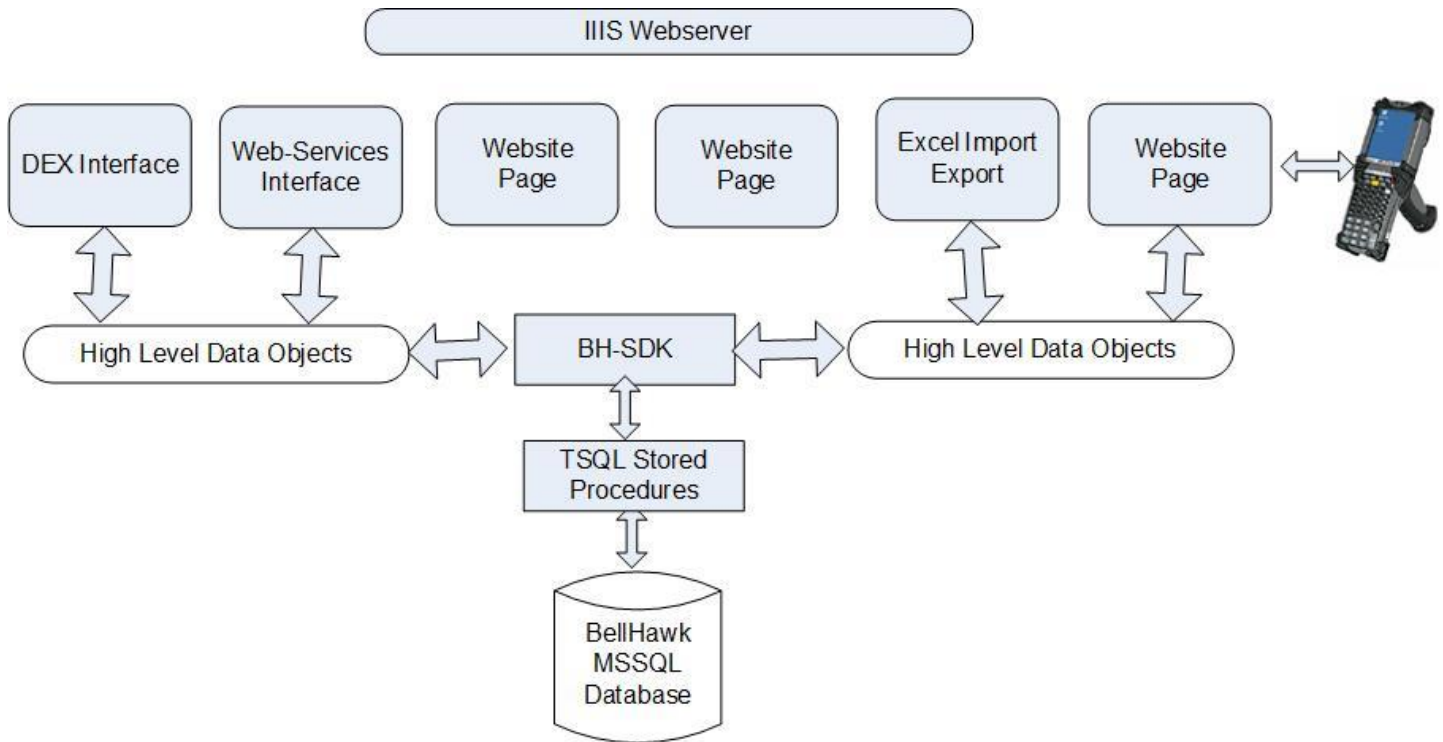 IIIS Webserver
DEX Interface
Web-Services
Interface
Website
Page
Website
Page
Excel Import
Export
Website
Page
High Level Data Objects
BH-SDK
High Level Data Objects
TSQL Stored
Procedures
BellHawk
MSSQL
Database